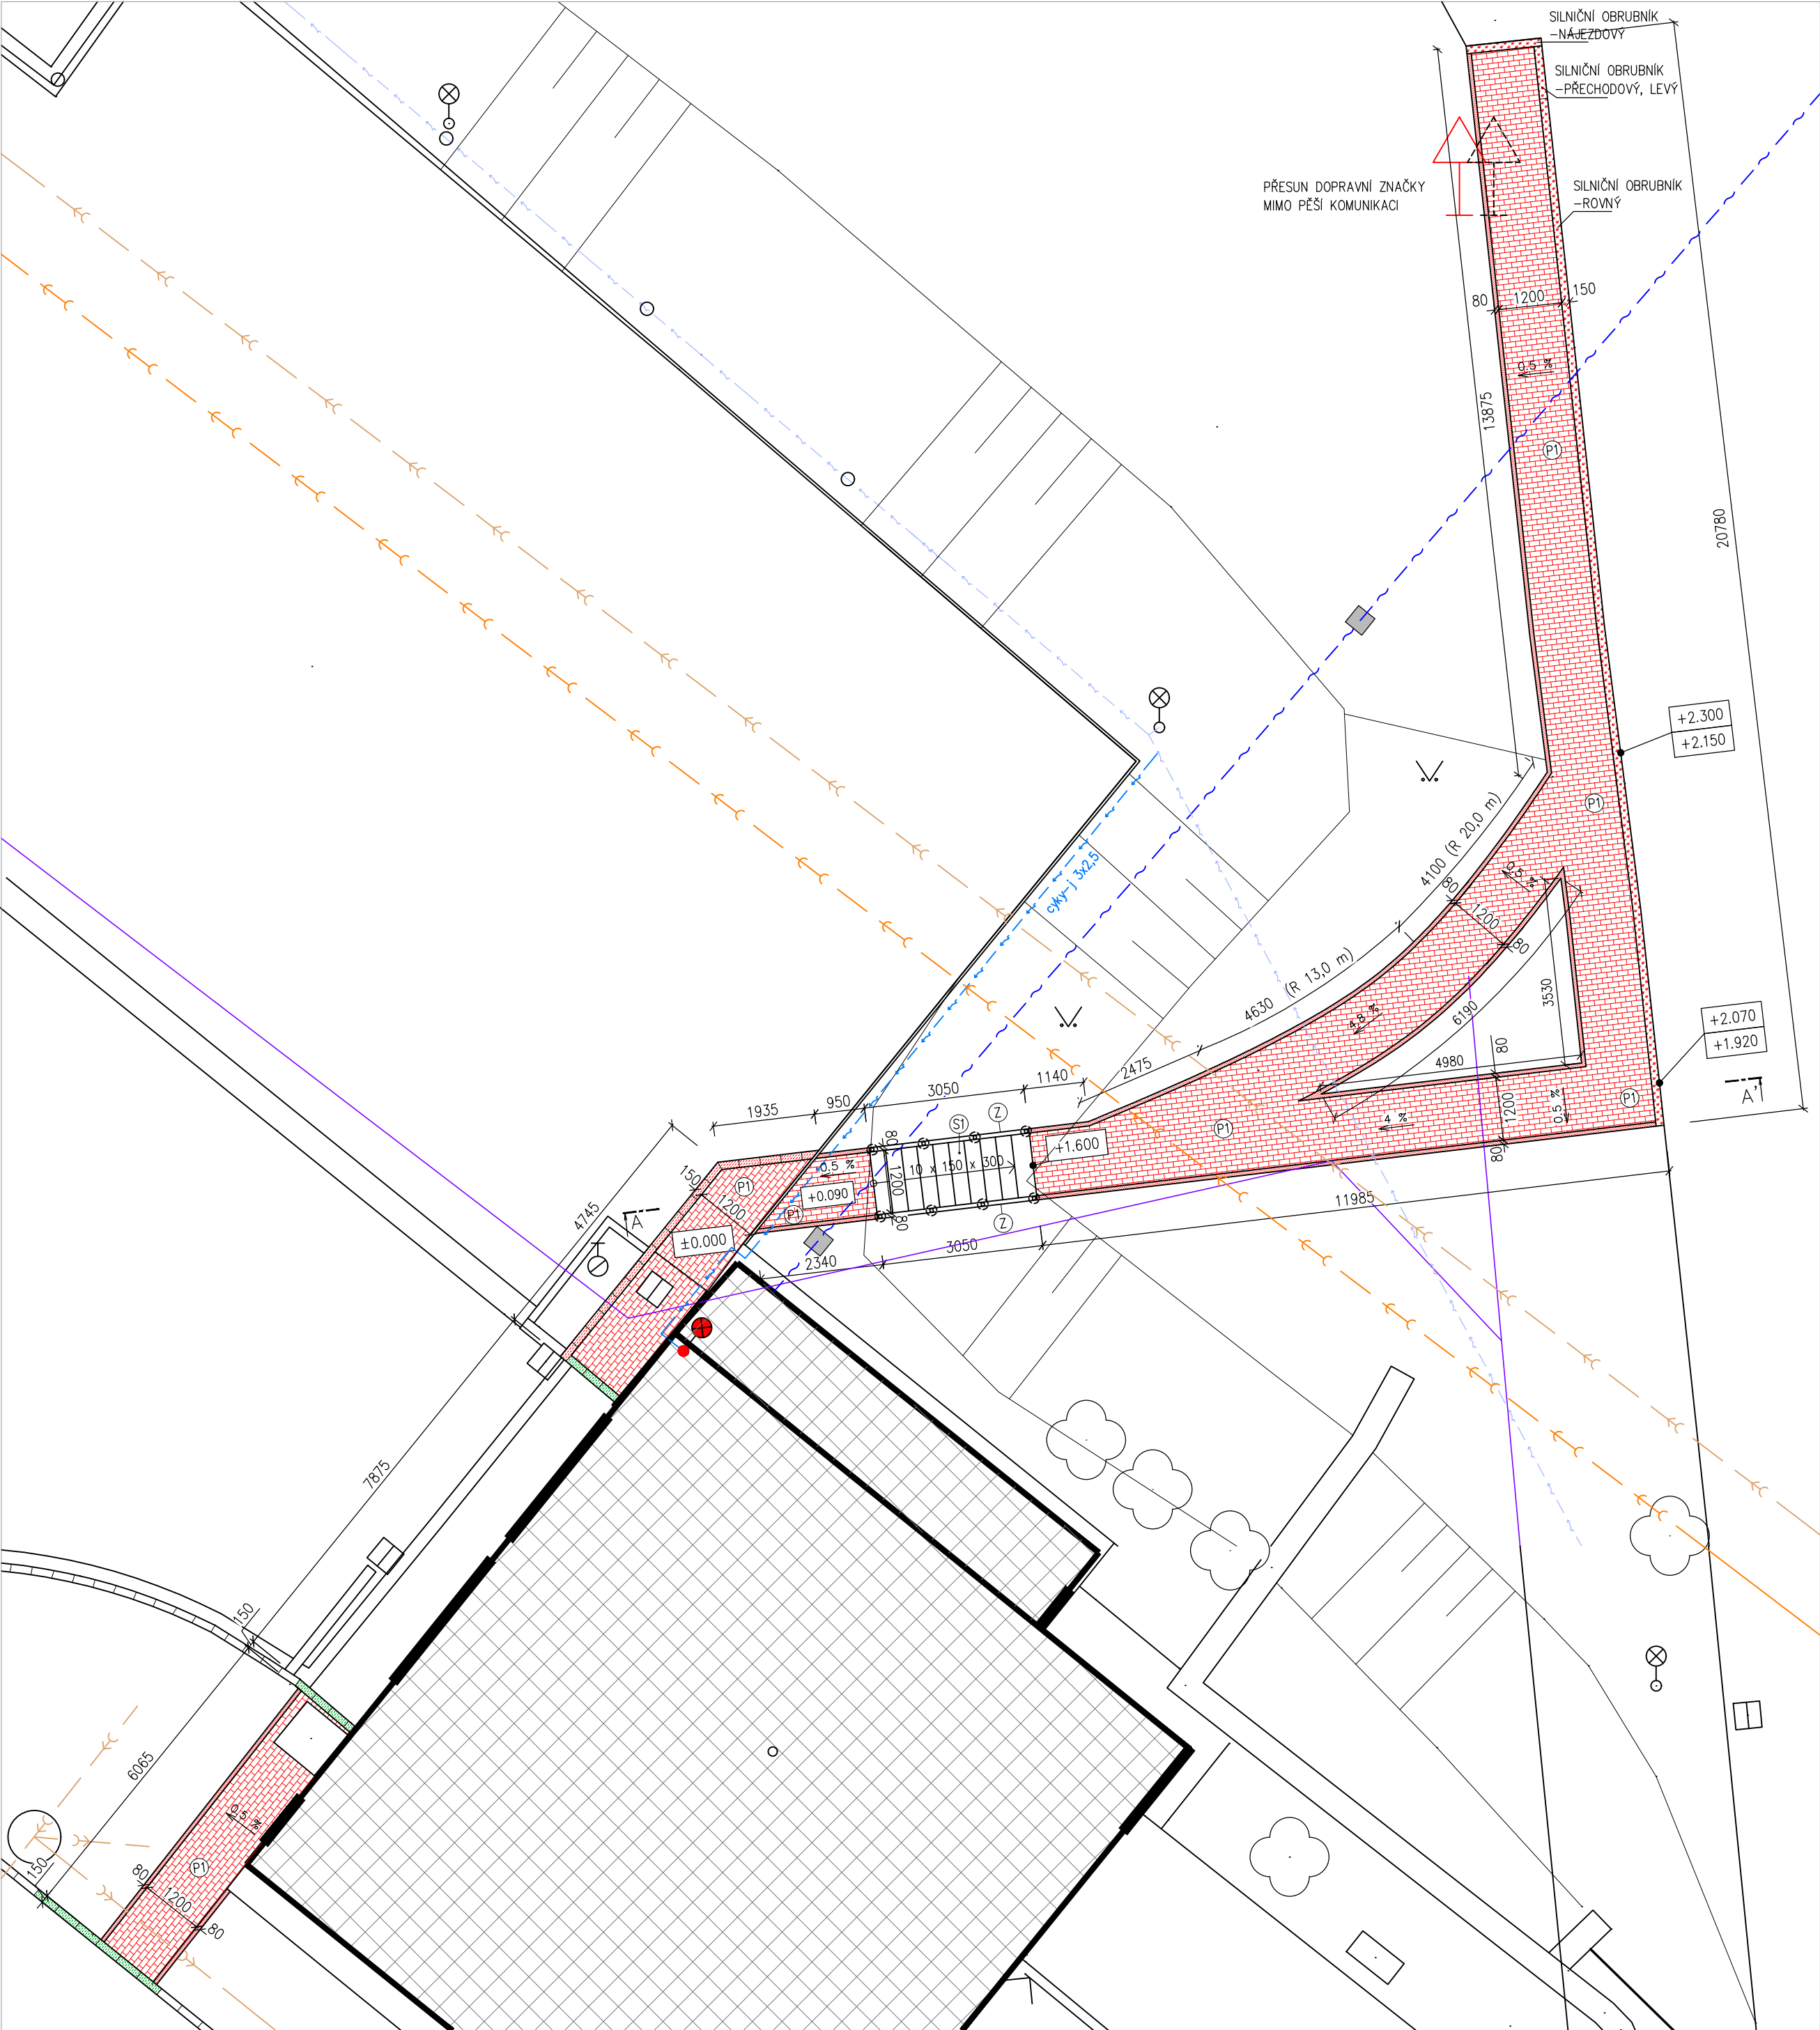 SILNIČNÍ OBRUBNÍK
-NÁJEZDOVÝ
SILNIČNÍ OBRUBNÍK
-PŘECHODOVÝ, LEVÝ
PŘESUN DOPRAVNÍ ZNAČKY
MIMO PĚŠÍ KOMUNIKACI
SILNIČNÍ OBRUBNÍK
-ROVNÝ
80
1200
150
0.5 %
13875
P1
20780
+2.300
+2.150
P1
4100 (R 20,0 m)
cyky-j 3x2,5
80
0.5 %
1200
80
4630 (R 13,0 m)
3530
6190
4.8 %
+2.070
+1.920
80
4980
2475
1140
3050
950
1935
A'
P1
1200
0.5 %
4 %
P1
80
Z
S1
+1.600
80
10 x 150 x 300
1200
0.5 %
+0.090
P1
150
1200
P1
80
Z
11985
3050
2340
±0.000
A
4745
7875
150
6065
0.5 %
P1
150
80
1200
80